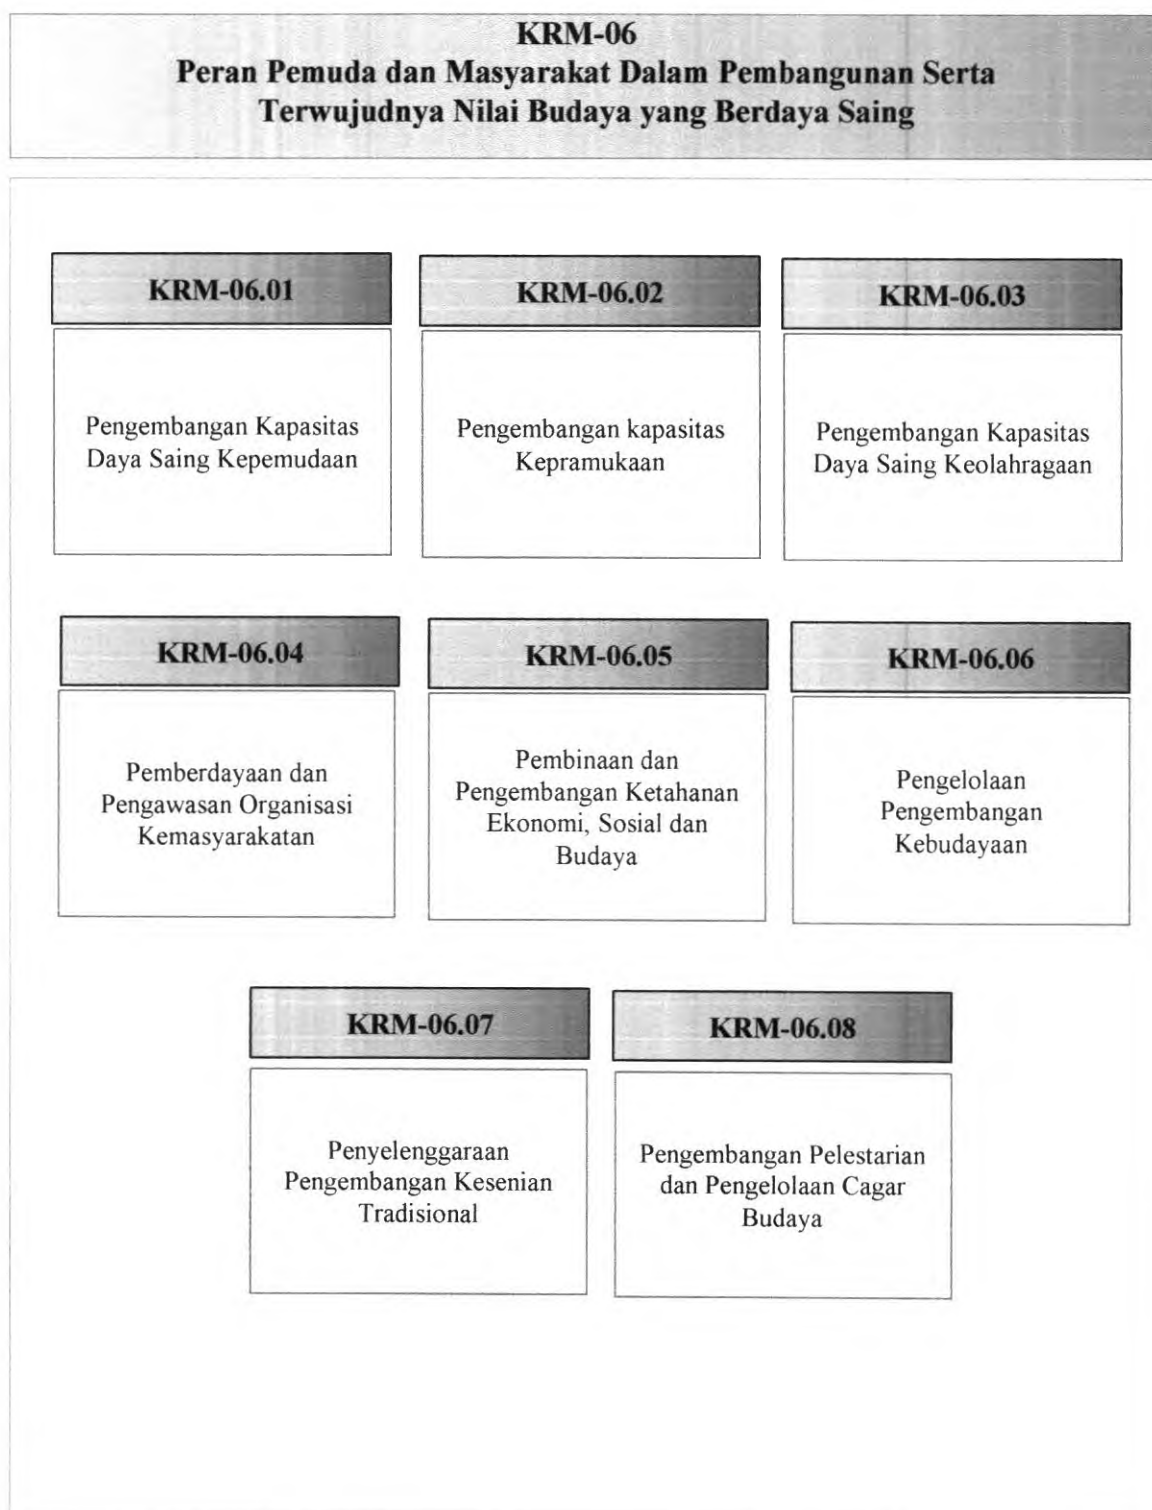 KRM-06
Peran Pemuda dan Masyarakat Dalam Pembangunan Serta
Terwujudnya Nilai Budaya yang Berdaya Saing
KRM-06.01
Pengembangan Kapasitas
Daya Saing Kepemudaan
KRM-06.02
Pengembangan kapasitas
Kepramukaan
KRM-06.03
Pengembangan Kapasitas
Daya Saing Keolahragaan
KRM-06.04
Pemberdayaan dan
Pengawasan Organisasi
Kemasyarakatan
KRM-06.05
Pembinaan dan
Pengembangan Ketahanan
Ekonomi, Sosial dan
Budaya
KRM-06.06
Pengelolaan
Pengembangan
Kebudayaan
KRM-06.07
Penyelenggaraan
Pengembangan Kesenian
Tradisional
KRM-06.08
Pengembangan Pelestarian
dan Pengelolaan Cagar
Budaya